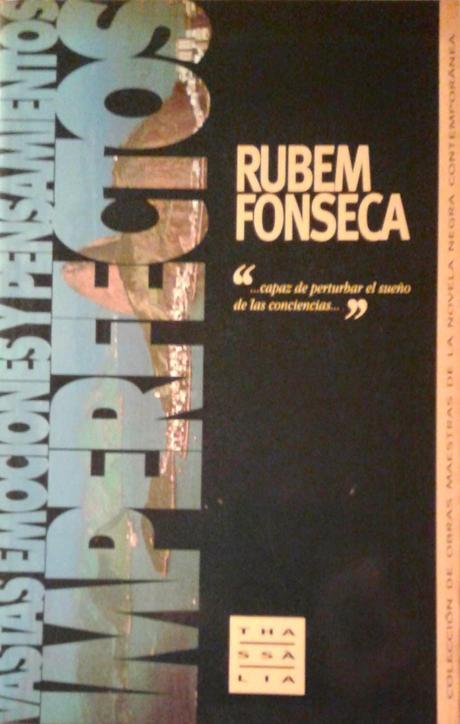 VASTAS EMOCIONES Y PENSAMIENTOS
IMPERFECTOS
RUBEM
FONSECA
“...capaz de perturbar el sueño
de las conciencias...”
THA
SSÀ
LIA
COLECCIÓN DE OBRAS MAESTRAS DE LA NOVELA NEGRA CONTEMPORÁNEA